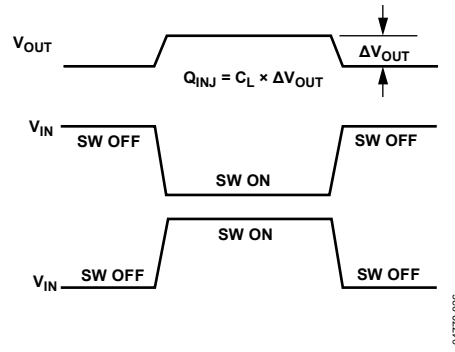 VOUT
ΔVOUT
QINJ = CL × ΔVOUT
VIN
SW OFF
SW OFF
SW ON
SW ON
VIN
SW OFF
SW OFF